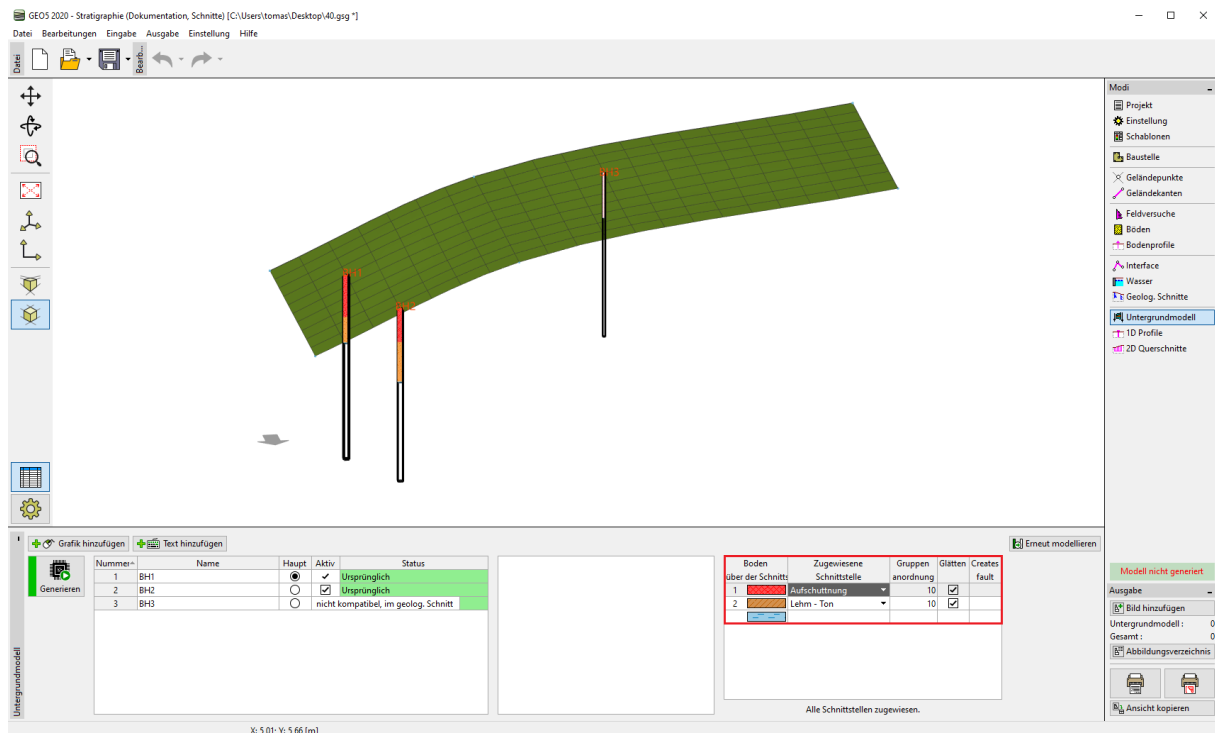 GEO5 2020 - Stratigraphie (Dokumentation, Schnitte) [C:\Users\tomas\Desktop\40.gsg *]
Datei Bearbeitungen Eingabe Ausgabe Einstellung Hilfe
Datei
Bearb...
Modi
Projekt
Einstellung
Schablonen
Baustelle
Geländepunkte
Geländekanten
Feldversuche
Böden
Bodenprofile
Interface
Wasser
Geolog. Schnitte
Untergrundmodell
1D Profile
2D Querschnitte
BH1
BH2
Grafik hinzufügen Text hinzufügen
Erneut modellieren
Generieren
Nummer Name Haupt Aktiv Status
1 BH1 Ursprünglich
2 BH2 Ursprünglich
3 BH3 nicht kompatibel, im geolog. Schnitt
Boden Zugewiesene Gruppen Glätten Creates
über der Schnitts Schnittstelle anordnung fault
1 Aufschuttnung 10
2 Lehm - Ton 10
Alle Schnittstellen zugewiesen.
Untergrundmodell
Modell nicht generiert
Ausgabe
Bild hinzufügen
Untergrundmodell : 0
Gesamt : 0
Abbildungsverzeichnis
Ansicht kopieren
X: 5,01; Y: 5,66 [m]